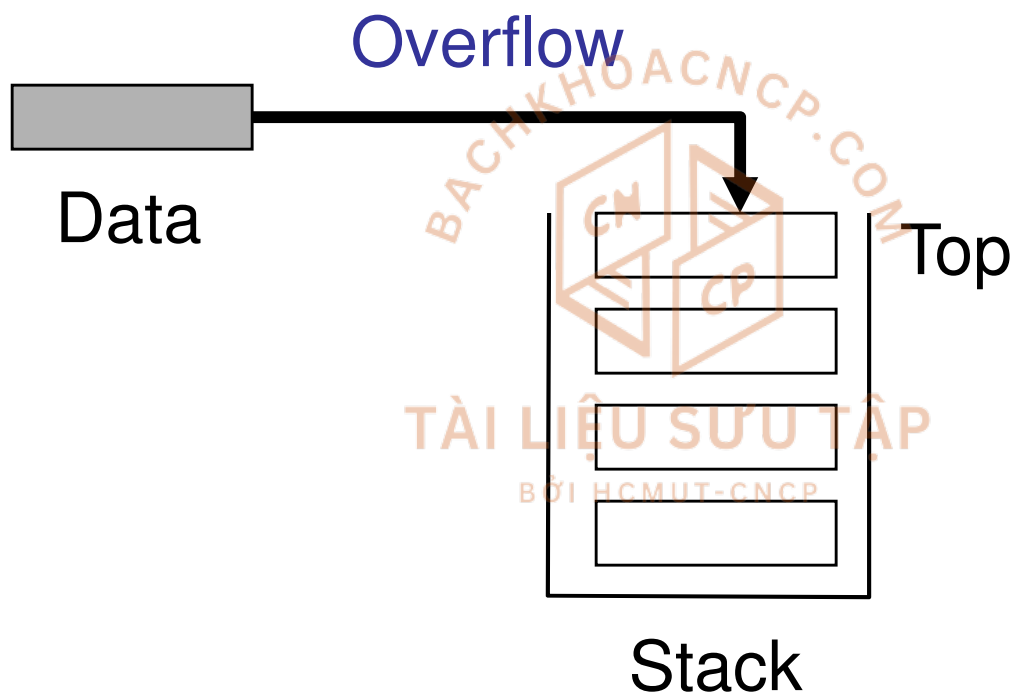 Overflow
BACHKHOACNCP.COM
Data
CN
Top
CP
TÀI LIỆU SƯU TẬP
BỞI HCMUT-CNCP
Stack